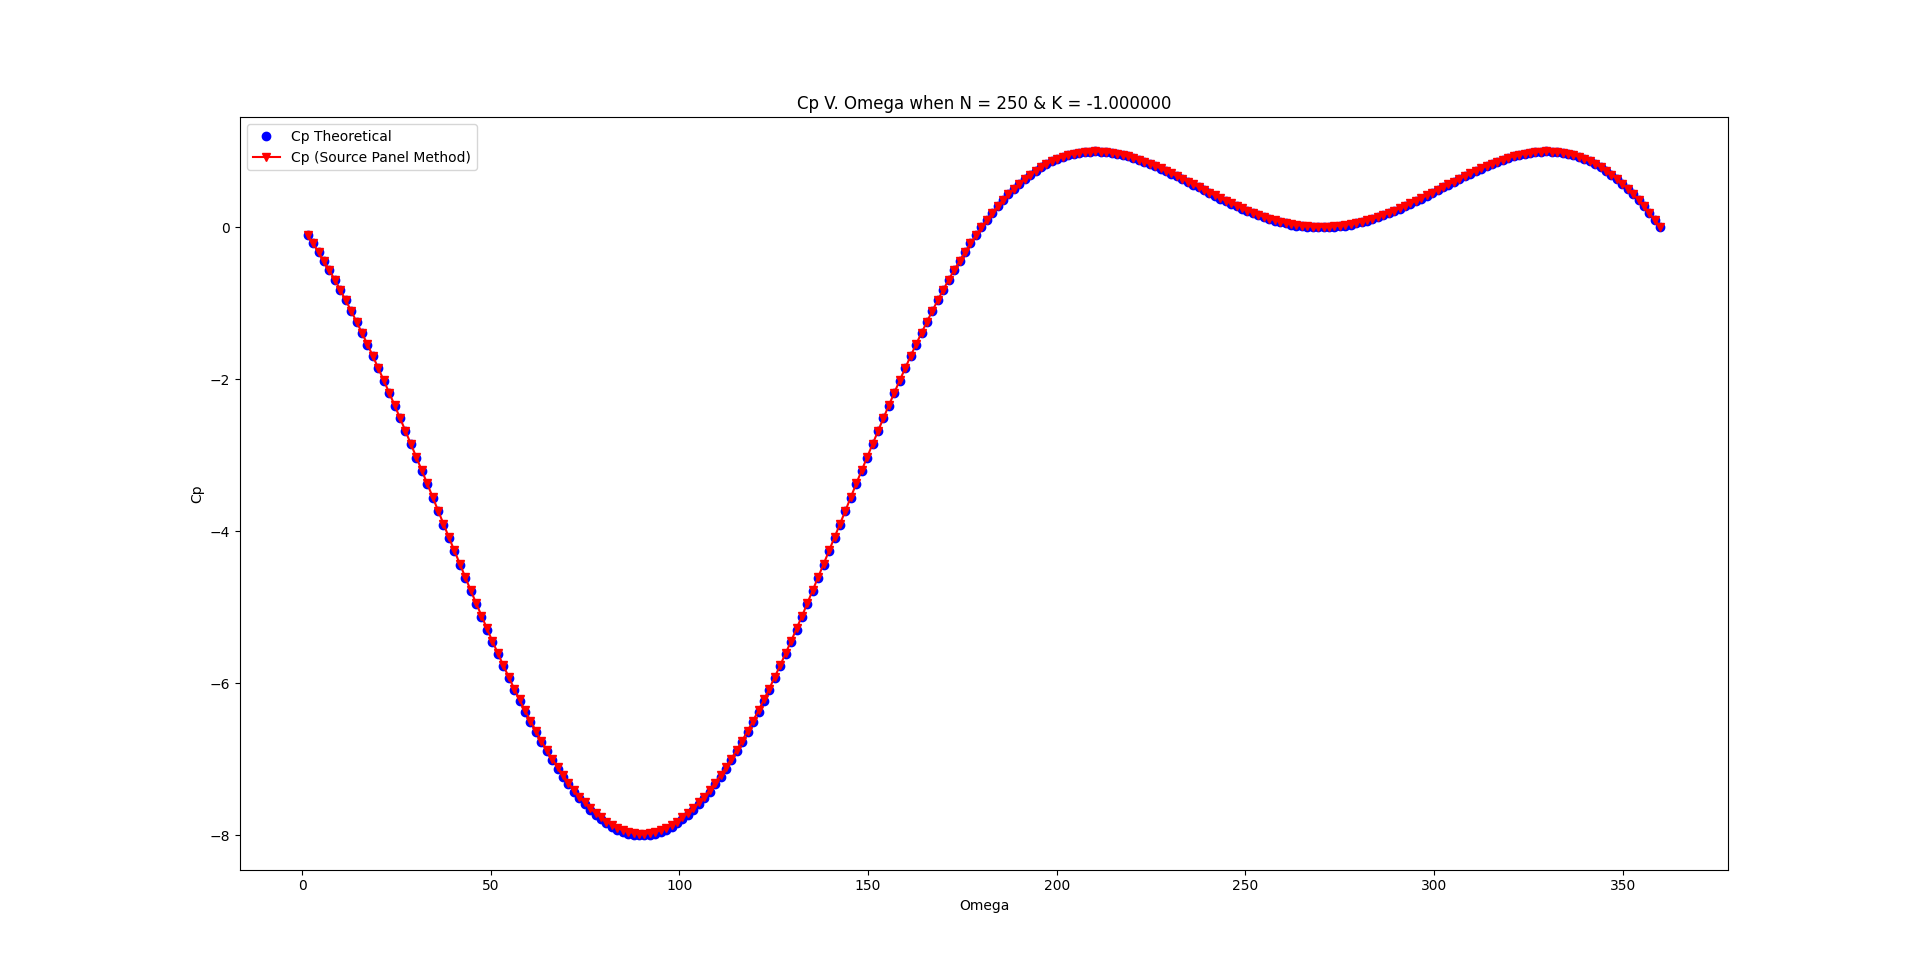 Cp V. Omega when N = 250 & K = -1.000000
Cp Theoretical
Cp (Source Panel Method)
0
−2
−4
−6
−8
Cp
0 50 100 150 200 250 300 350
Omega